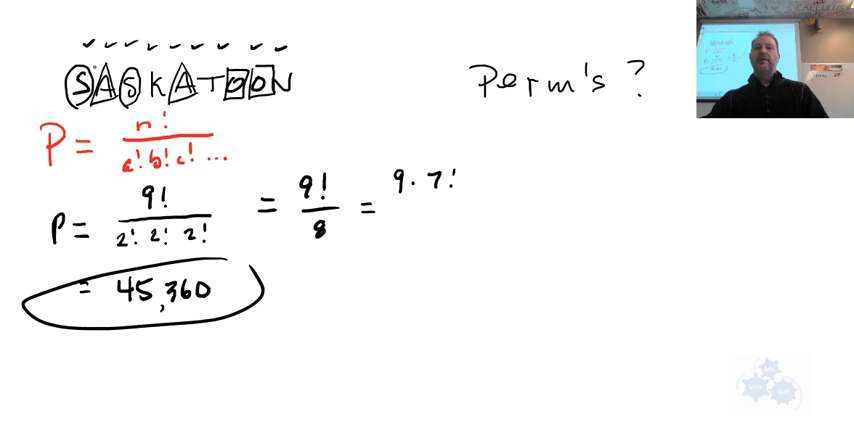 SASKATOON
Perm's ?
P = n! / a! b! c! ...
P = 9! / 2! 2! 2! = 9! / 8 = 9 · 7!
= 45,360